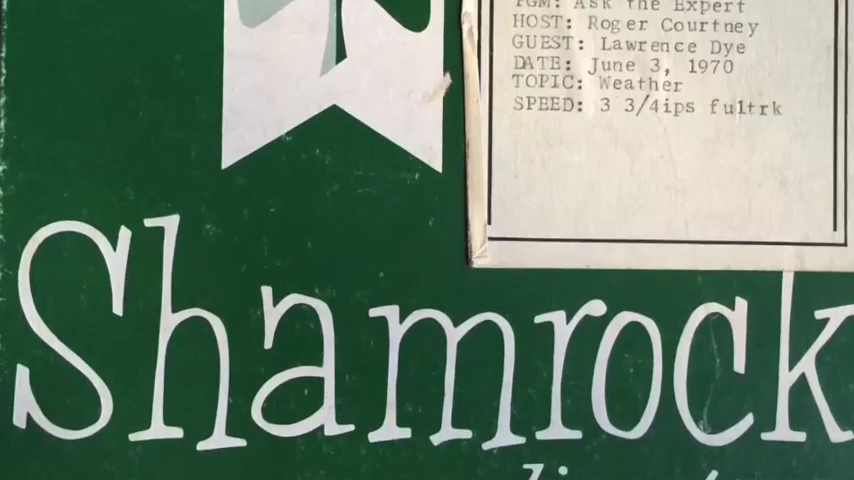 PGM: Ask the Expert
HOST: Roger Courtney
GUEST: Lawrence Dye
DATE: June 3, 1970
TOPIC: Weather
SPEED: 3 3/4ips fultrk
Shamrock